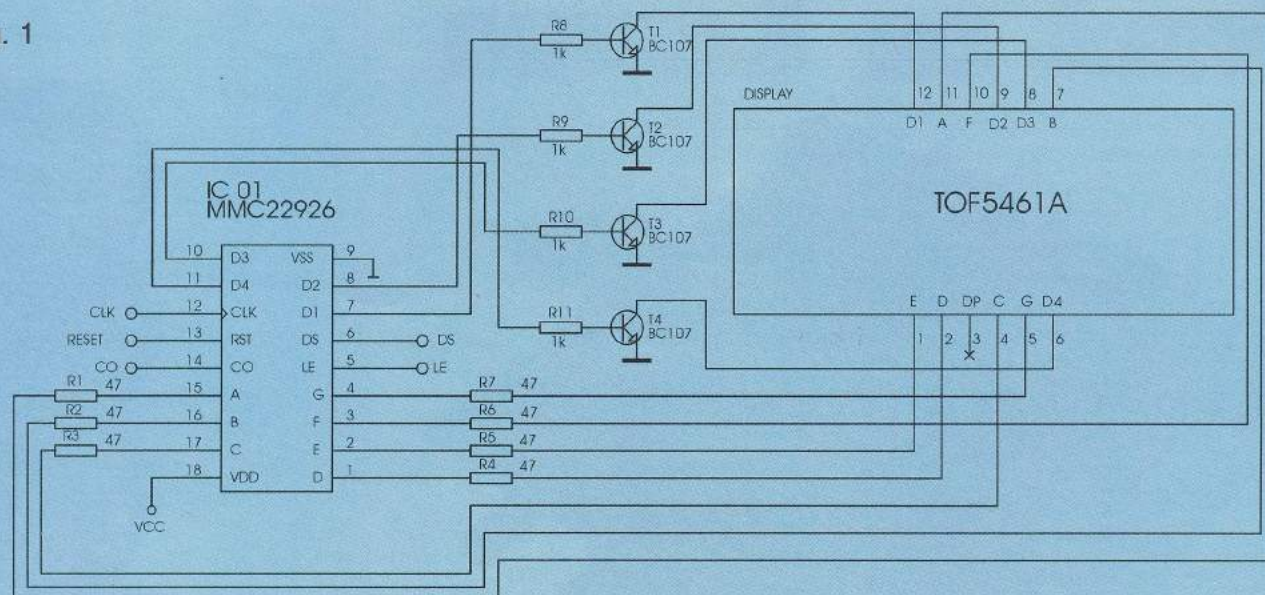 . 1
R8
1k
T1
BC107
R9
1k
T2
BC107
R10
1k
T3
BC107
R11
1k
T4
BC107
DISPLAY
12 11 10 9 8 7
D1 A F D2 D3 B
TOF5461A
E D DP C G D4
1 2 3 4 5 6
IC 01
MMC22926
10 D3 VSS 9
11 D4 D2 8
CLK 12 CLK D1 7
RESET 13 RST DS 6 DS
CO 14 CO LE 5 LE
R1 47 15 A G 4 R7 47
R2 47 16 B F 3 R6 47
R3 47 17 C E 2 R5 47
18 VDD D 1 R4 47
VCC